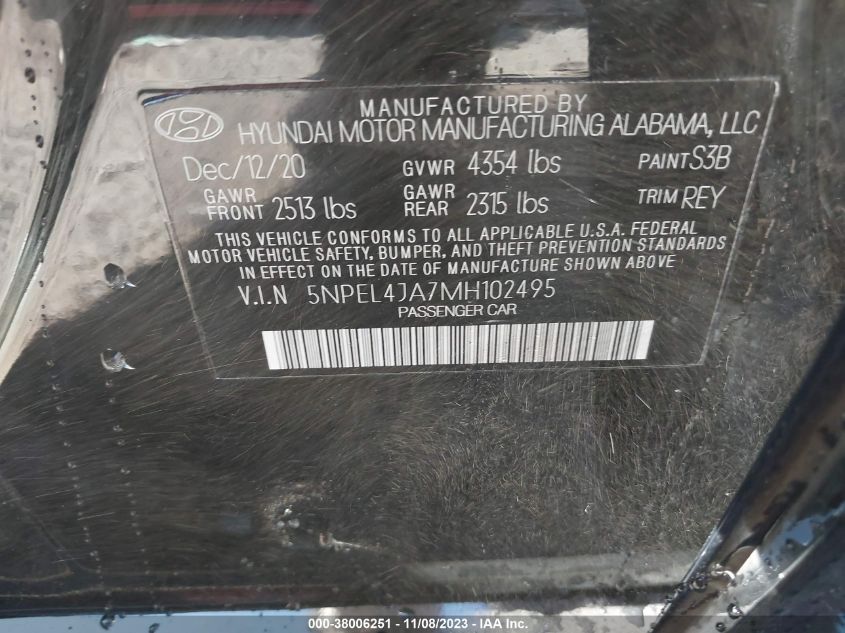 MANUFACTURED BY
HYUNDAI MOTOR MANUFACTURING ALABAMA, LLC
Dec/12/20 GVWR 4354 lbs PAINT S3B
GAWR FRONT 2513 lbs GAWR REAR 2315 lbs TRIM REY
THIS VEHICLE CONFORMS TO ALL APPLICABLE U.S.A. FEDERAL
MOTOR VEHICLE SAFETY, BUMPER, AND THEFT PREVENTION STANDARDS
IN EFFECT ON THE DATE OF MANUFACTURE SHOWN ABOVE.
V.I.N 5NPEL4JA7MH102495
PASSENGER CAR
000-38006251 - 11/08/2023 - IAA Inc.